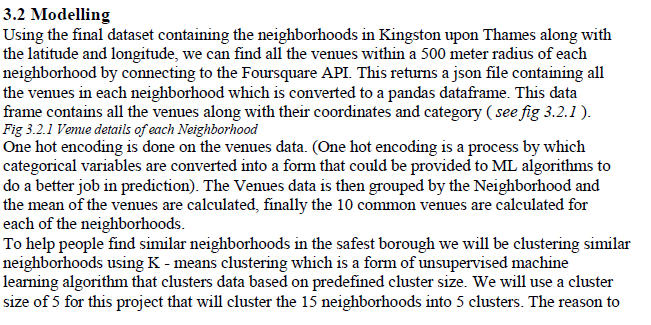 3.2 Modelling
Using the final dataset containing the neighborhoods in Kingston upon Thames along with
the latitude and longitude, we can find all the venues within a 500 meter radius of each
neighborhood by connecting to the Foursquare API. This returns a json file containing all
the venues in each neighborhood which is converted to a pandas dataframe. This data
frame contains all the venues along with their coordinates and category ( see fig 3.2.1 ).
Fig 3.2.1 Venue details of each Neighborhood
One hot encoding is done on the venues data. (One hot encoding is a process by which
categorical variables are converted into a form that could be provided to ML algorithms to
do a better job in prediction). The Venues data is then grouped by the Neighborhood and
the mean of the venues are calculated, finally the 10 common venues are calculated for
each of the neighborhoods.
To help people find similar neighborhoods in the safest borough we will be clustering similar
neighborhoods using K - means clustering which is a form of unsupervised machine
learning algorithm that clusters data based on predefined cluster size. We will use a cluster
size of 5 for this project that will cluster the 15 neighborhoods into 5 clusters. The reason to